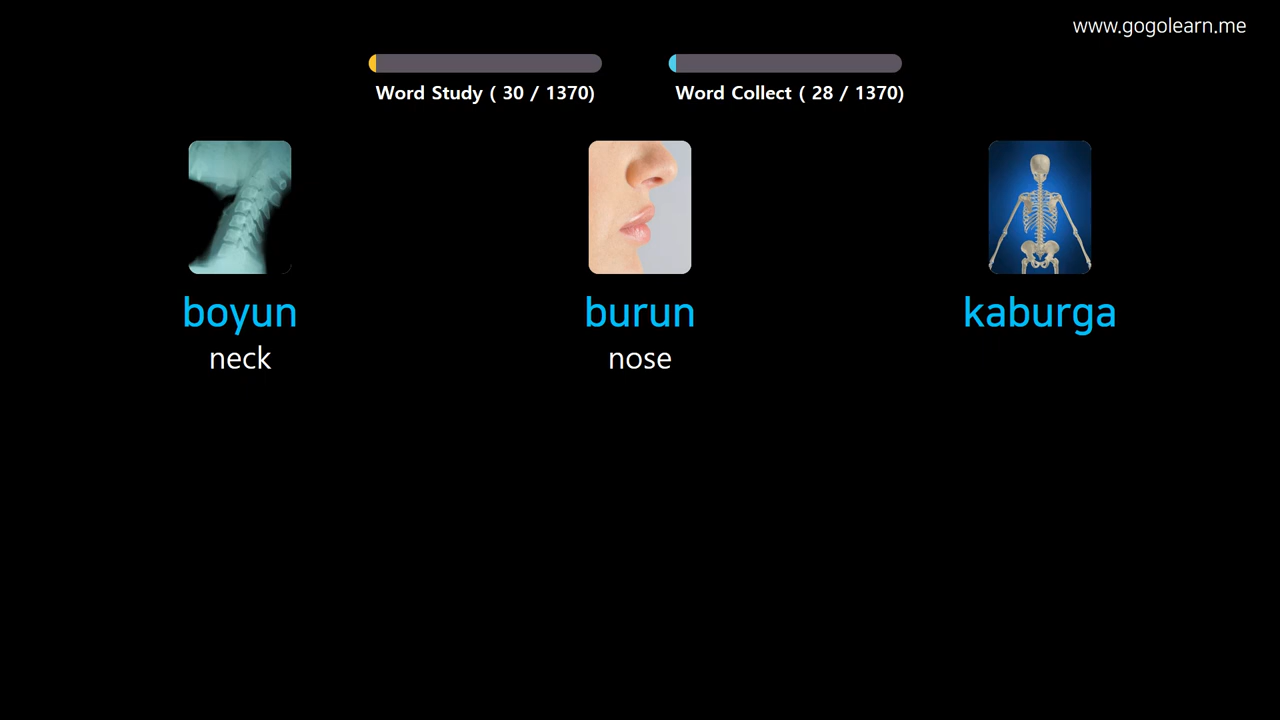 www.gogolearn.me
Word Study ( 30 / 1370)
Word Collect ( 28 / 1370)
boyun
neck
burun
nose
kaburga